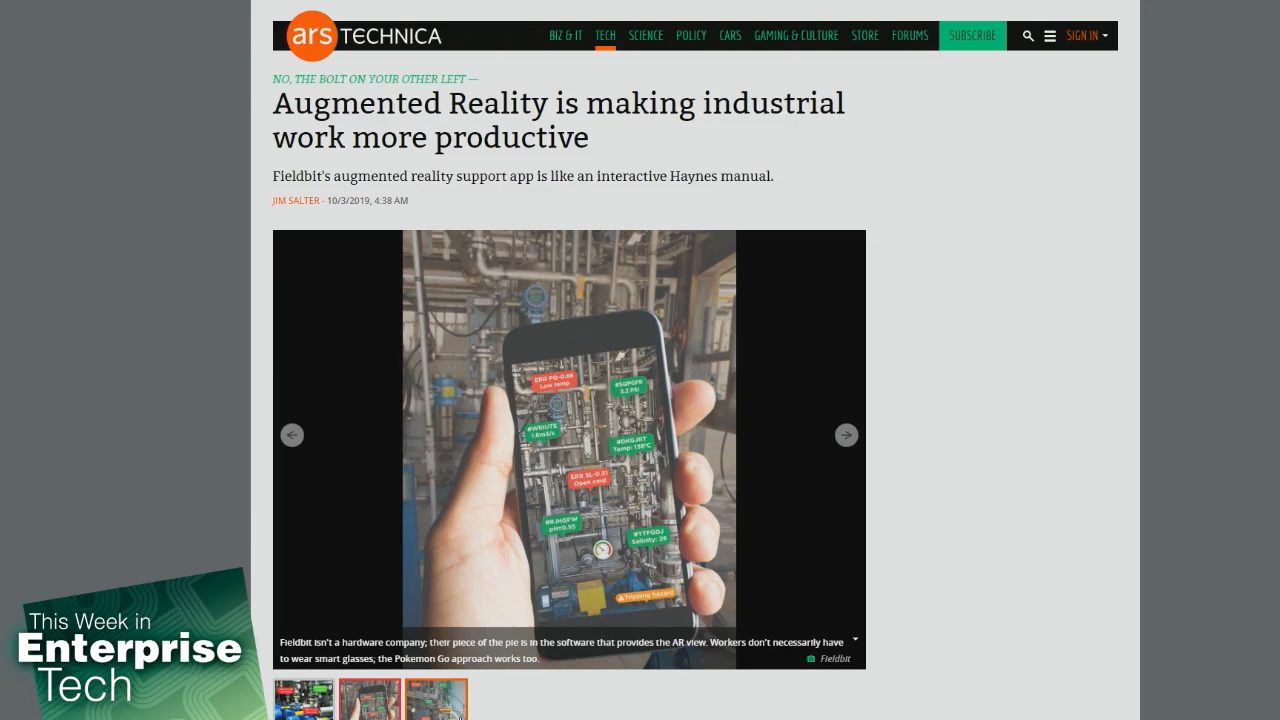 ars TECHNICA
BIZ & IT TECH SCIENCE POLICY CARS GAMING & CULTURE STORE FORUMS SUBSCRIBE SIGN IN
NO, THE BOLT ON YOUR OTHER LEFT —
Augmented Reality is making industrial
work more productive
Fieldbit's augmented reality support app is like an interactive Haynes manual.
JIM SALTER - 10/3/2019, 4:38 AM
ERR PG-0.86
Low temp
#SGPGFR
3.2 PSI
#WRIUTE
1.8m3/s
#DKGJRT
Temp: 138°C
ERR SL-0.31
Open cmd
#RJHGFW
pH=0.55
#YTFGDJ
Salinity: 26
Tripping hazard
Fieldbit isn't a hardware company; their piece of the pie is in the software that provides the AR view. Workers don't necessarily have
to wear smart glasses; the Pokemon Go approach works too.
Fieldbit
This Week in
Enterprise
Tech